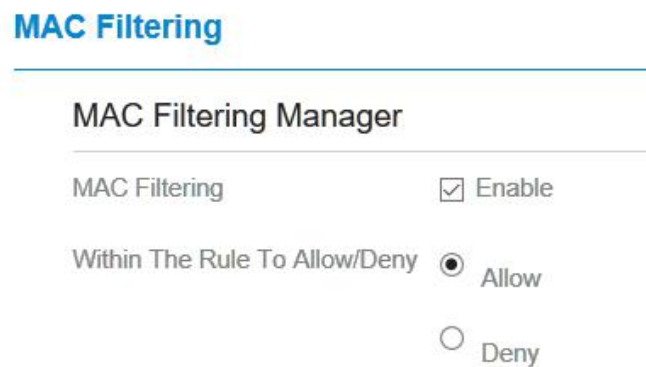 MAC Filtering
MAC Filtering Manager
MAC Filtering Enable
Within The Rule To Allow/Deny Allow
Deny